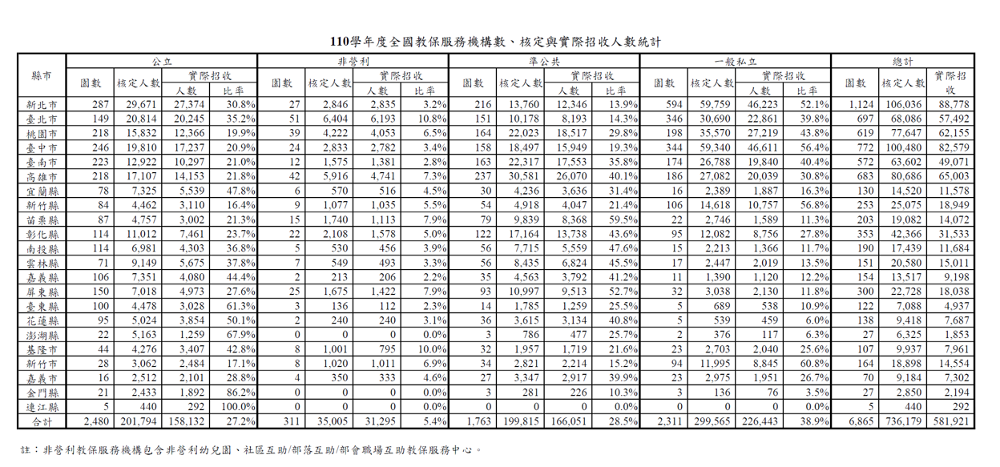 110學年度全國教保服務機構數、核定與實際招收人數統計
縣市 公立 非營利 準公共 一般私立 總計
園數 核定人數 實際招收 園數 核定人數 實際招收 園數 核定人數 實際招收 園數 核定人數 實際招收 園數 核定人數 實際招收
人數 比率 人數 比率 人數 比率 人數 比率
新北市 287 29,671 27,374 30.8% 27 2,846 2,835 3.2% 216 13,760 12,346 13.9% 594 59,759 46,223 52.1% 1,124 106,036 88,778
臺北市 149 20,814 20,245 35.2% 51 6,404 6,193 10.8% 151 10,178 8,193 14.3% 346 30,690 22,861 39.8% 697 68,086 57,492
桃園市 218 15,832 12,366 19.9% 39 4,222 4,053 6.5% 164 22,023 18,517 29.8% 198 35,570 27,219 43.8% 619 77,647 62,155
臺中市 246 19,810 17,237 20.9% 24 2,833 2,782 3.4% 158 18,497 15,949 19.3% 344 59,340 46,611 56.4% 772 100,480 82,579
臺南市 223 12,922 10,297 21.0% 12 1,575 1,381 2.8% 163 22,317 17,553 35.8% 174 26,788 19,840 40.4% 572 63,602 49,071
高雄市 218 17,107 14,153 21.8% 42 5,916 4,741 7.3% 237 30,581 26,070 40.1% 186 27,082 20,039 30.8% 683 80,686 65,003
宜蘭縣 78 7,325 5,539 47.8% 6 570 516 4.5% 30 4,236 3,636 31.4% 16 2,389 1,887 16.3% 130 14,520 11,578
新竹縣 84 4,462 3,110 16.4% 9 1,077 1,035 5.5% 54 4,918 4,047 21.4% 106 14,618 10,757 56.8% 253 25,075 18,949
苗栗縣 87 4,757 3,002 21.3% 15 1,740 1,113 7.9% 79 9,839 8,368 59.5% 22 2,746 1,589 11.3% 203 19,082 14,072
彰化縣 114 11,012 7,461 23.7% 22 2,108 1,578 5.0% 122 17,164 13,738 43.6% 95 12,082 8,756 27.8% 353 42,366 31,533
南投縣 114 6,981 4,303 36.8% 5 530 456 3.9% 56 7,715 5,559 47.6% 15 2,213 1,366 11.7% 190 17,439 11,684
雲林縣 71 9,149 5,675 37.8% 7 549 493 3.3% 56 8,435 6,824 45.5% 17 2,447 2,019 13.5% 151 20,580 15,011
嘉義縣 106 7,351 4,080 44.4% 2 213 206 2.2% 35 4,563 3,792 41.2% 11 1,390 1,120 12.2% 154 13,517 9,198
屏東縣 150 7,018 4,973 27.6% 25 1,675 1,422 7.9% 93 10,997 9,513 52.7% 32 3,038 2,130 11.8% 300 22,728 18,038
臺東縣 100 4,478 3,028 61.3% 3 136 112 2.3% 14 1,785 1,259 25.5% 5 689 538 10.9% 122 7,088 4,937
花蓮縣 95 5,024 3,854 50.1% 2 240 240 3.1% 36 3,615 3,134 40.8% 5 539 459 6.0% 138 9,418 7,687
澎湖縣 22 5,163 1,259 67.9% 0 0 0 0.0% 3 786 477 25.7% 2 376 117 6.3% 27 6,325 1,853
基隆市 44 4,276 3,407 42.8% 8 1,001 795 10.0% 32 1,957 1,719 21.6% 23 2,703 2,040 25.6% 107 9,937 7,961
新竹市 28 3,062 2,484 17.1% 8 1,020 1,011 6.9% 34 2,821 2,214 15.2% 94 11,995 8,845 60.8% 164 18,898 14,554
嘉義市 16 2,512 2,101 28.8% 4 350 333 4.6% 27 3,347 2,917 39.9% 23 2,975 1,951 26.7% 70 9,184 7,302
金門縣 21 2,433 1,892 86.2% 0 0 0 0.0% 3 281 226 10.3% 3 136 76 3.5% 27 2,850 2,194
連江縣 5 440 292 100.0% 0 0 0 0.0% 0 0 0 0.0% 0 0 0 0.0% 5 440 292
合計 2,480 201,794 158,132 27.2% 311 35,005 31,295 5.4% 1,763 199,815 166,051 28.5% 2,311 299,565 226,443 38.9% 6,865 736,179 581,921
註：非營利教保服務機構包含非營利幼兒園、社區互助/部落互助/部會職場互助教保服務中心。